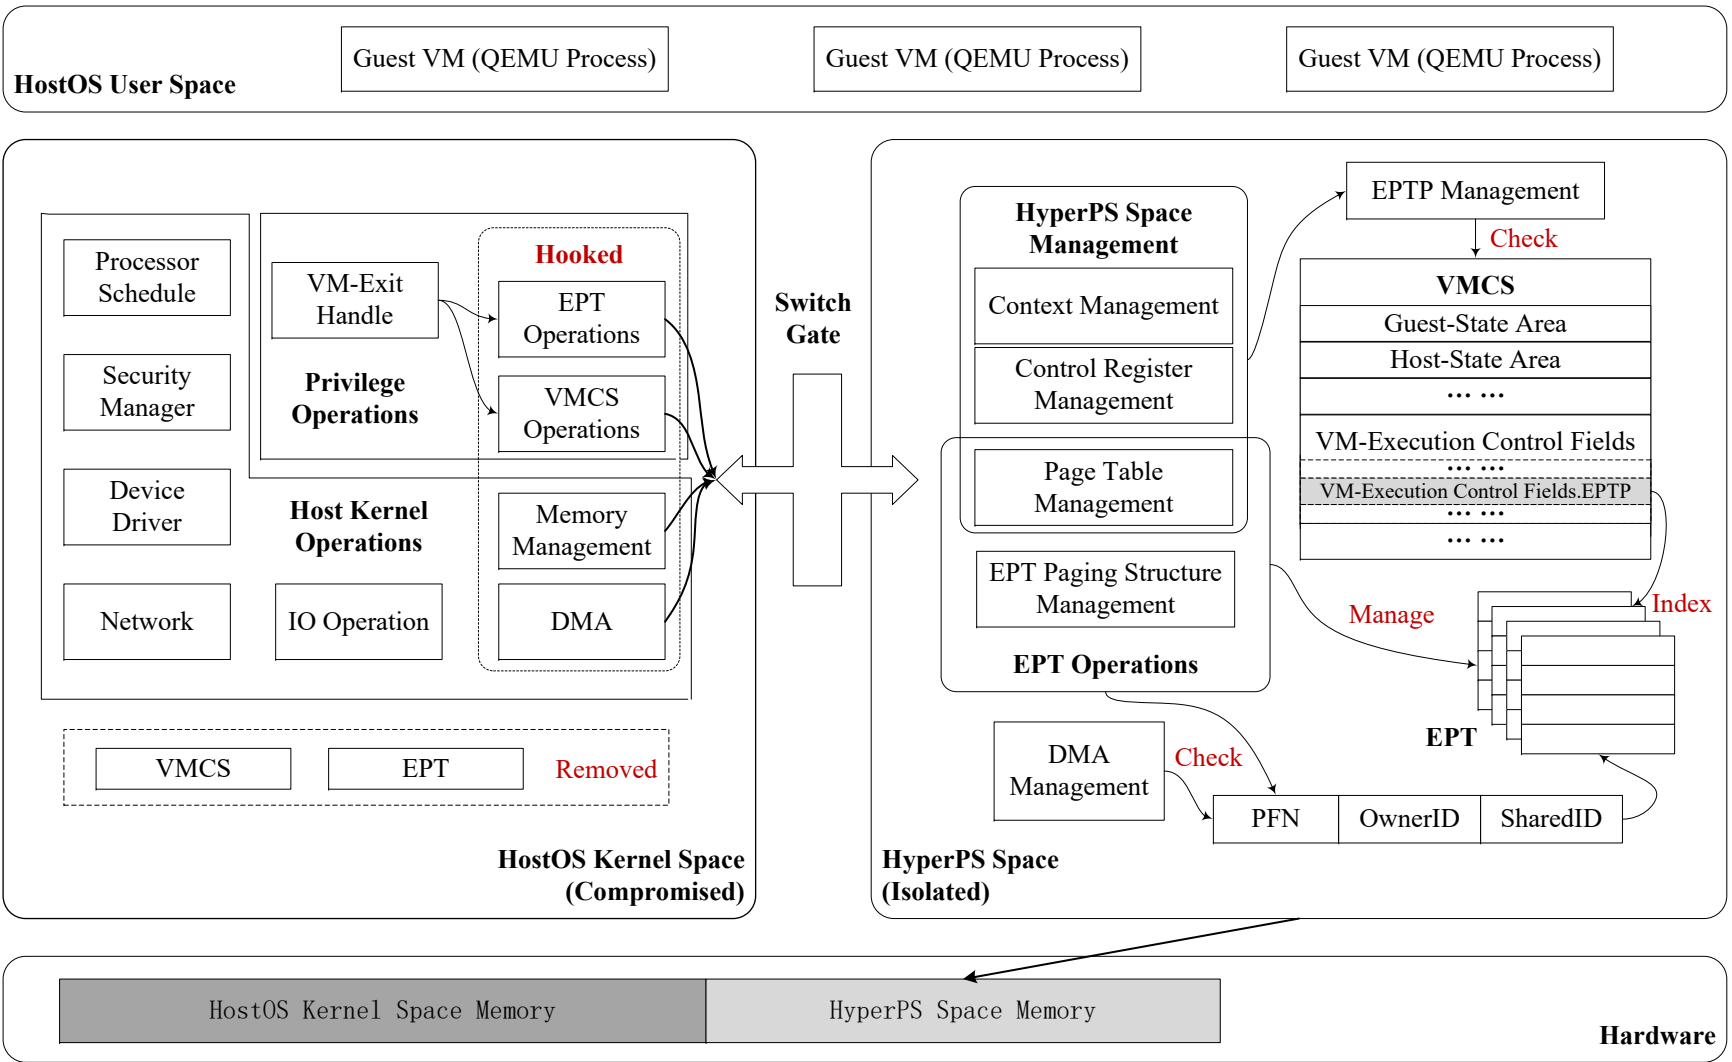 Guest VM (QEMU Process)
Guest VM (QEMU Process)
Guest VM (QEMU Process)
HostOS User Space
Processor
Schedule
Security
Manager
Device
Driver
Network
VM-Exit
Handle
Privilege
Operations
Hooked
EPT
Operations
VMCS
Operations
Host Kernel
Operations
Memory
Management
IO Operation
DMA
VMCS
EPT
Removed
HostOS Kernel Space
(Compromised)
Switch
Gate
HyperPS Space
Management
Context Management
Control Register
Management
Page Table
Management
EPT Paging Structure
Management
EPT Operations
EPTP Management
Check
VMCS
Guest-State Area
Host-State Area
... ...
VM-Execution Control Fields
... ...
VM-Execution Control Fields.EPTP
... ...
... ...
Manage
Index
EPT
DMA
Management
Check
PFN
OwnerID
SharedID
HyperPS Space
(Isolated)
HostOS Kernel Space Memory
HyperPS Space Memory
Hardware